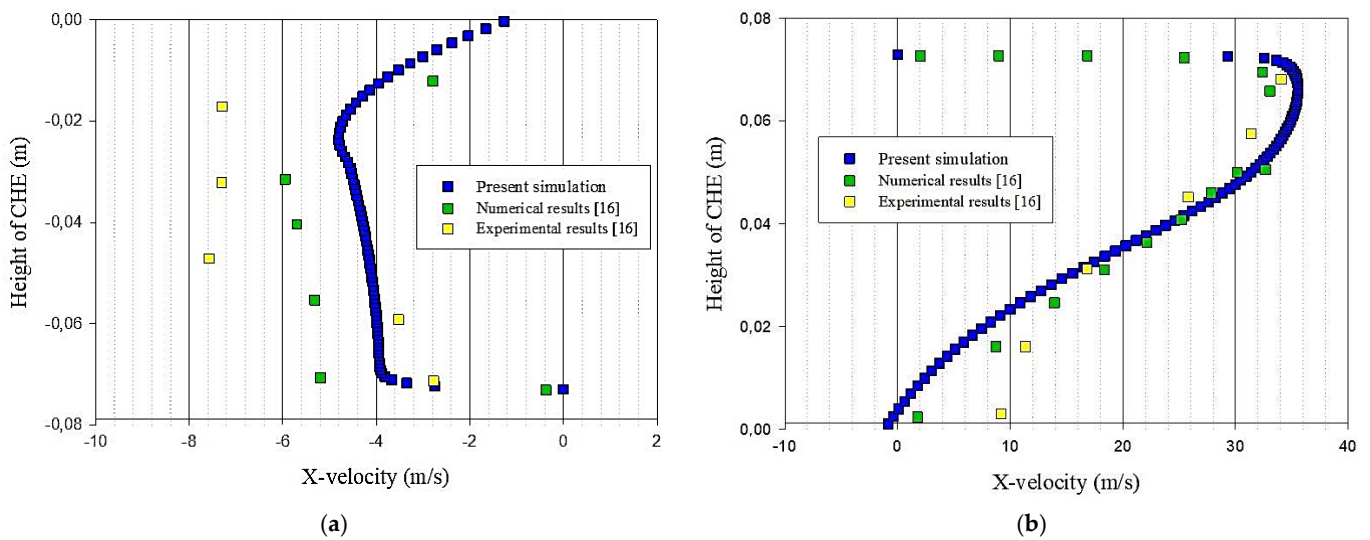 0,00
-0,02
-0,04
-0,06
-0,08
Height of CHE (m)
Present simulation
Numerical results [16]
Experimental results [16]
-10
-8
-6
-4
-2
0
2
X-velocity (m/s)
(a)
0,08
0,06
0,04
0,02
0,00
Height of CHE (m)
Present simulation
Numerical results [16]
Experimental results [16]
-10
0
10
20
30
40
X-velocity (m/s)
(b)